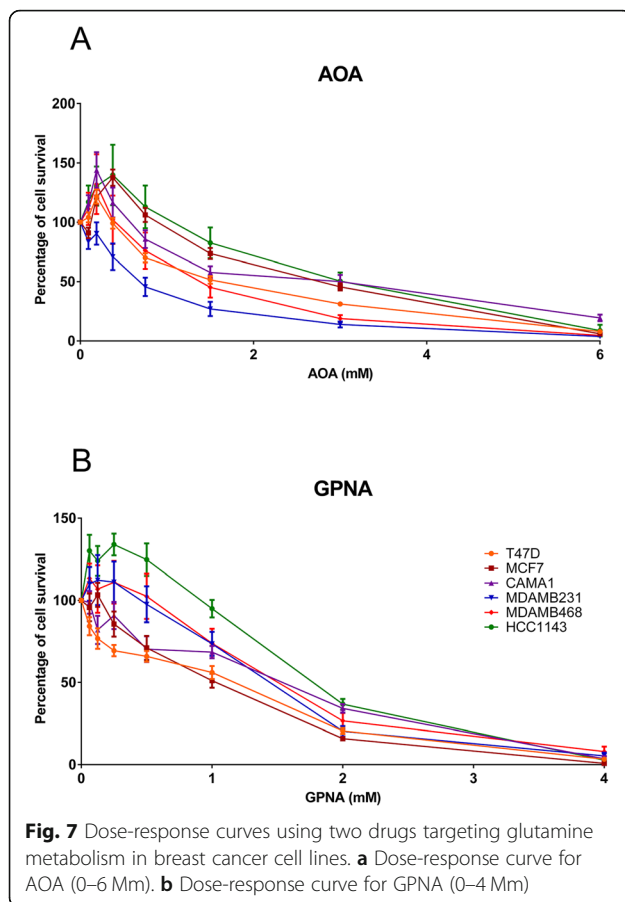 A
AOA
200
150
100
50
0
Percentage of cell survival
0 2 4 6
AOA (mM)
B
GPNA
150
100
50
0
Percentage of cell survival
T47D
MCF7
CAMA1
MDAMB231
MDAMB468
HCC1143
0 1 2 3 4
GPNA (mM)
Fig. 7 Dose-response curves using two drugs targeting glutamine
metabolism in breast cancer cell lines. a Dose-response curve for
AOA (0–6 Mm). b Dose-response curve for GPNA (0–4 Mm)